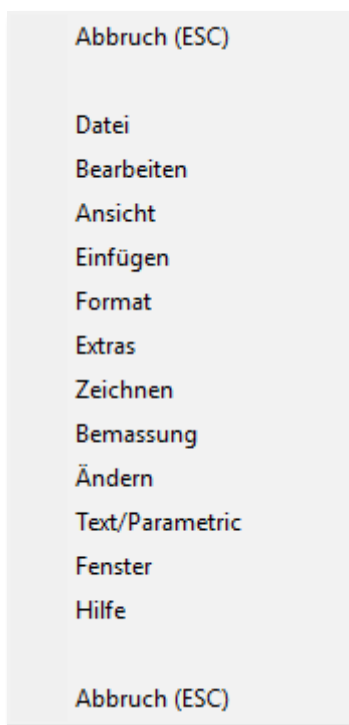 Abbruch (ESC)
Datei
Bearbeiten
Ansicht
Einfügen
Format
Extras
Zeichnen
Bemassung
Ändern
Text/Parametric
Fenster
Hilfe
Abbruch (ESC)